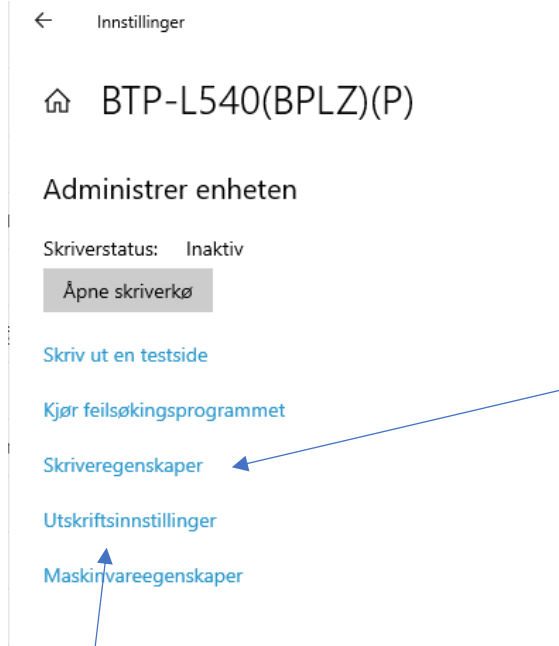 Innstillinger
BTP-L540(BPLZ)(P)
Administrer enheten
Skriverstatus: Inaktiv
Åpne skriverkø
Skriv ut en testside
Kjør feilsøkingsprogrammet
Skriveregenskaper
Utskriftsinnstillinger
Maskinvareegenskaper